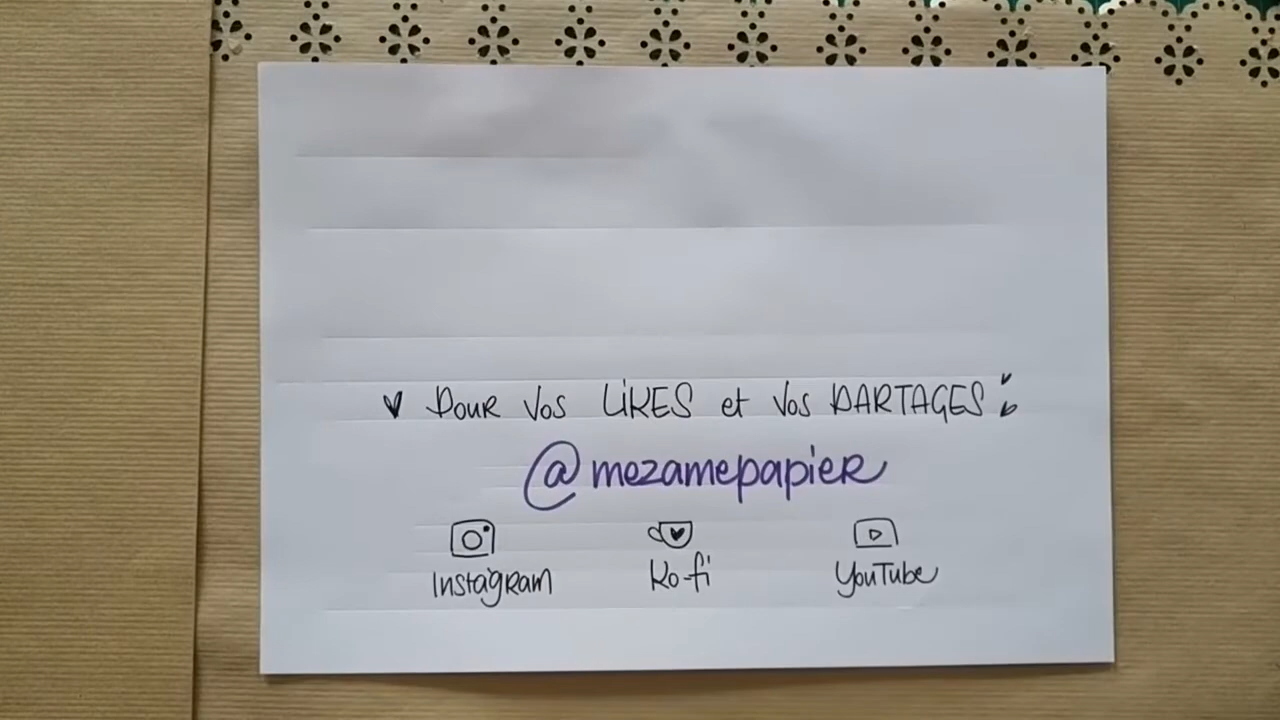 Pour vos LiKES et vos PARTAGES
@mezamepapier
Instagram
Ko-fi
YouTube